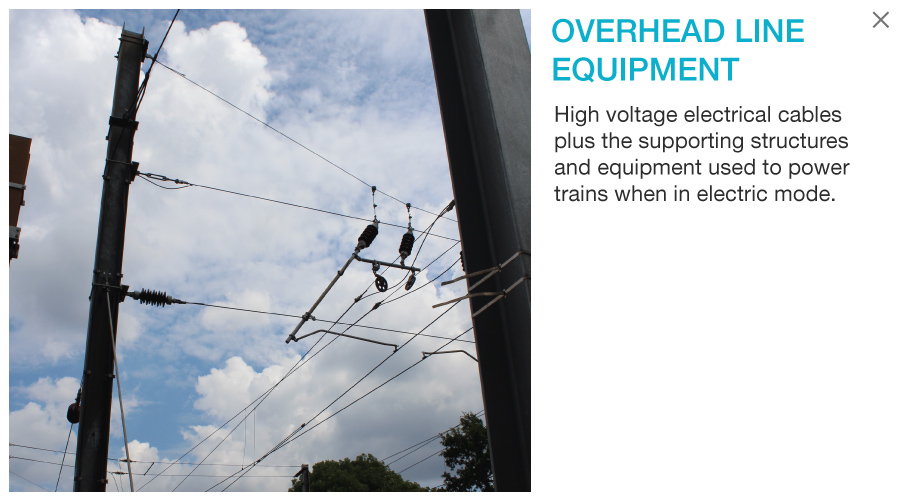 OVERHEAD LINE
EQUIPMENT
High voltage electrical cables
plus the supporting structures
and equipment used to power
trains when in electric mode.